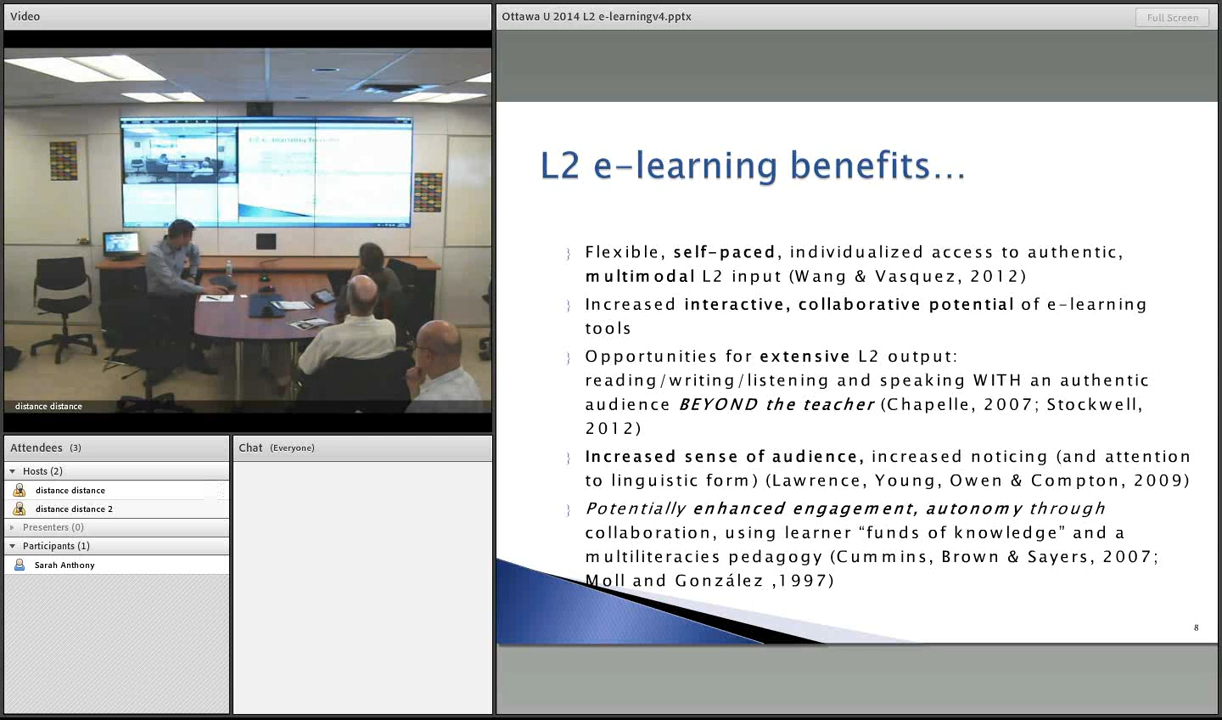 Video
Ottawa U 2014 L2 e-learningv4.pptx
Full Screen
distance distance
Attendees (3)
Hosts (2)
distance distance
distance distance 2
Presenters (0)
Participants (1)
Sarah Anthony
Chat (Everyone)
L2 e-learning benefits...
Flexible, self-paced, individualized access to authentic,
multimodal L2 input (Wang & Vasquez, 2012)
Increased interactive, collaborative potential of e-learning
tools
Opportunities for extensive L2 output:
reading/writing/listening and speaking WITH an authentic
audience BEYOND the teacher (Chapelle, 2007; Stockwell,
2012)
Increased sense of audience, increased noticing (and attention
to linguistic form) (Lawrence, Young, Owen & Compton, 2009)
Potentially enhanced engagement, autonomy through
collaboration, using learner “funds of knowledge” and a
multiliteracies pedagogy (Cummins, Brown & Sayers, 2007;
Moll and González ,1997)
8